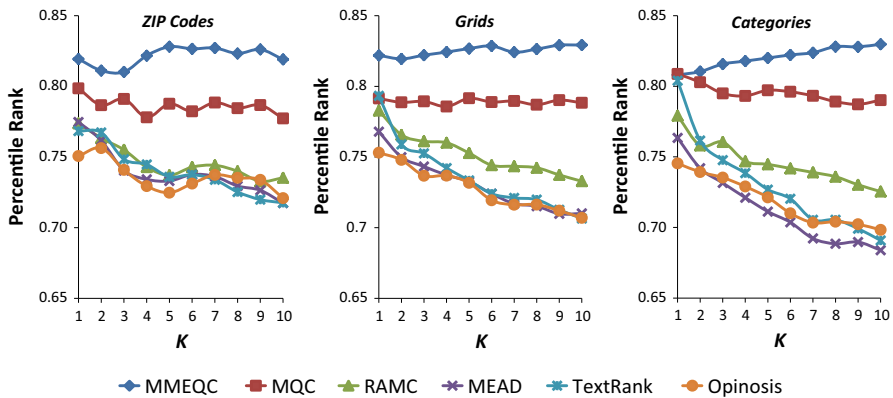 ZIP Codes
Grids
Categories
Percentile Rank
0.85
0.80
0.75
0.70
0.65
1 2 3 4 5 6 7 8 9 10
K
Percentile Rank
0.85
0.80
0.75
0.70
0.65
1 2 3 4 5 6 7 8 9 10
K
Percentile Rank
0.85
0.80
0.75
0.70
0.65
1 2 3 4 5 6 7 8 9 10
K
MMEQC MQC RAMC MEAD TextRank Opinosis